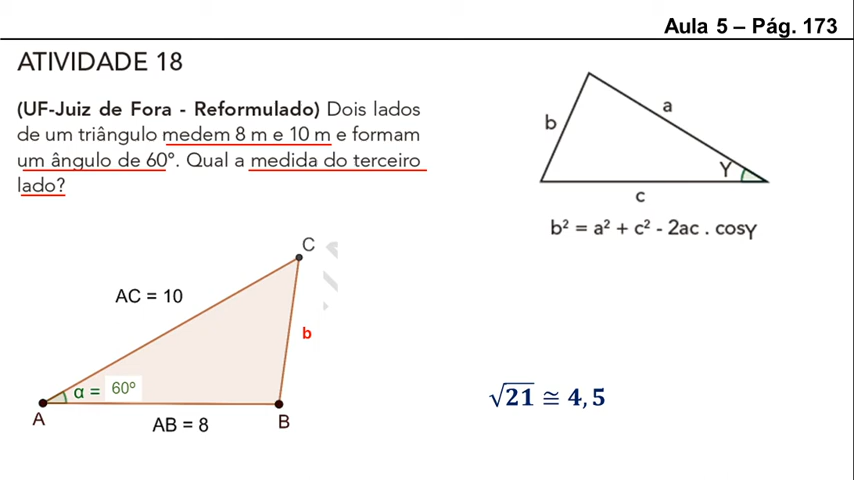 Aula 5 – Pág. 173
ATIVIDADE 18
(UF-Juiz de Fora - Reformulado) Dois lados
de um triângulo medem 8 m e 10 m e formam
um ângulo de 60°. Qual a medida do terceiro
lado?
a
b
Y
c
b² = a² + c² - 2ac . cosy
C
AC = 10
b
α = 60º
A
AB = 8
B
√21 ≅ 4,5